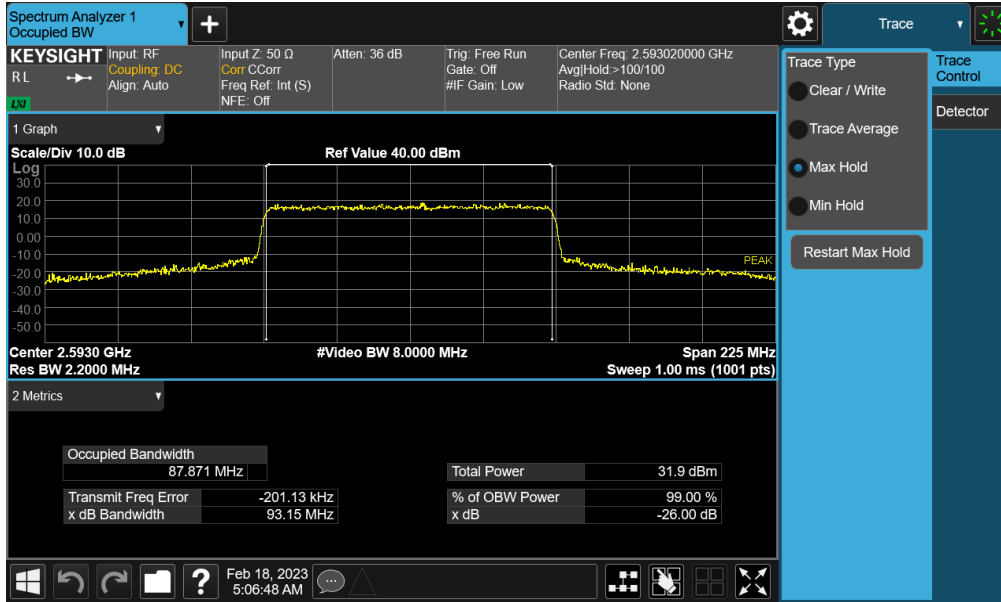 Spectrum Analyzer 1
Occupied BW
+
Trace
KEYSIGHT
R L
LXI
Input: RF
Coupling: DC
Align: Auto
Input Z: 50 Ω
Corr CCorr
Freq Ref: Int (S)
NFE: Off
Atten: 36 dB
Trig: Free Run
Gate: Off
#IF Gain: Low
Center Freq: 2.593020000 GHz
Avg|Hold:>100/100
Radio Std: None
Trace Type
Clear / Write
Trace Average
Max Hold
Min Hold
Restart Max Hold
Trace
Control
Detector
1 Graph
Scale/Div 10.0 dB
Ref Value 40.00 dBm
Log
30.0
20.0
10.0
0.00
-10.0
-20.0
-30.0
-40.0
-50.0
PEAK
Center 2.5930 GHz
#Video BW 8.0000 MHz
Span 225 MHz
Res BW 2.2000 MHz
Sweep 1.00 ms (1001 pts)
2 Metrics
Occupied Bandwidth
87.871 MHz
Transmit Freq Error -201.13 kHz
x dB Bandwidth 93.15 MHz
Total Power 31.9 dBm
% of OBW Power 99.00 %
x dB -26.00 dB
?
Feb 18, 2023
5:06:48 AM